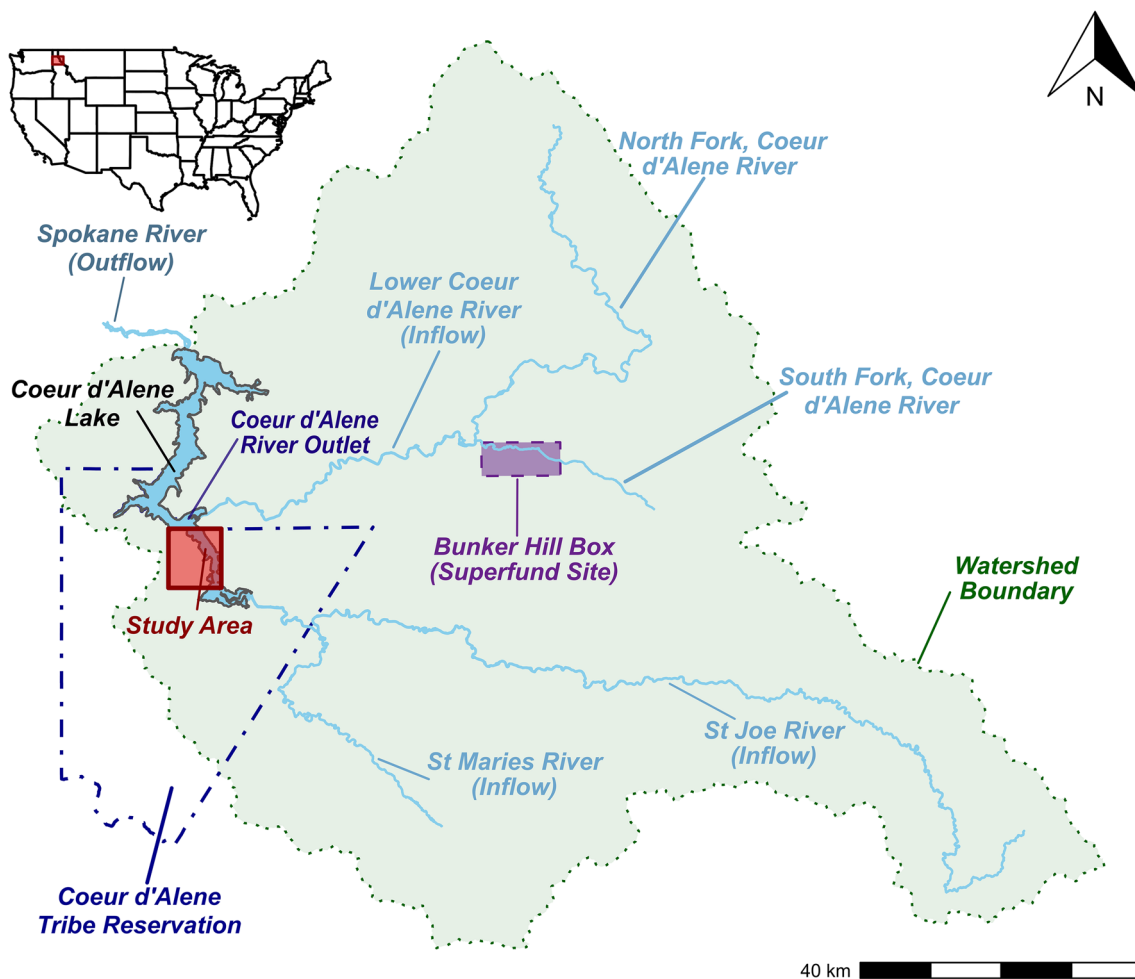 N
North Fork, Coeur
d'Alene River
Spokane River
(Outflow)
Lower Coeur
d'Alene River
(Inflow)
South Fork, Coeur
d'Alene River
Coeur d'Alene
Lake
Coeur d'Alene
River Outlet
Bunker Hill Box
(Superfund Site)
Watershed
Boundary
Study Area
St Joe River
(Inflow)
St Maries River
(Inflow)
Coeur d'Alene
Tribe Reservation
40 km